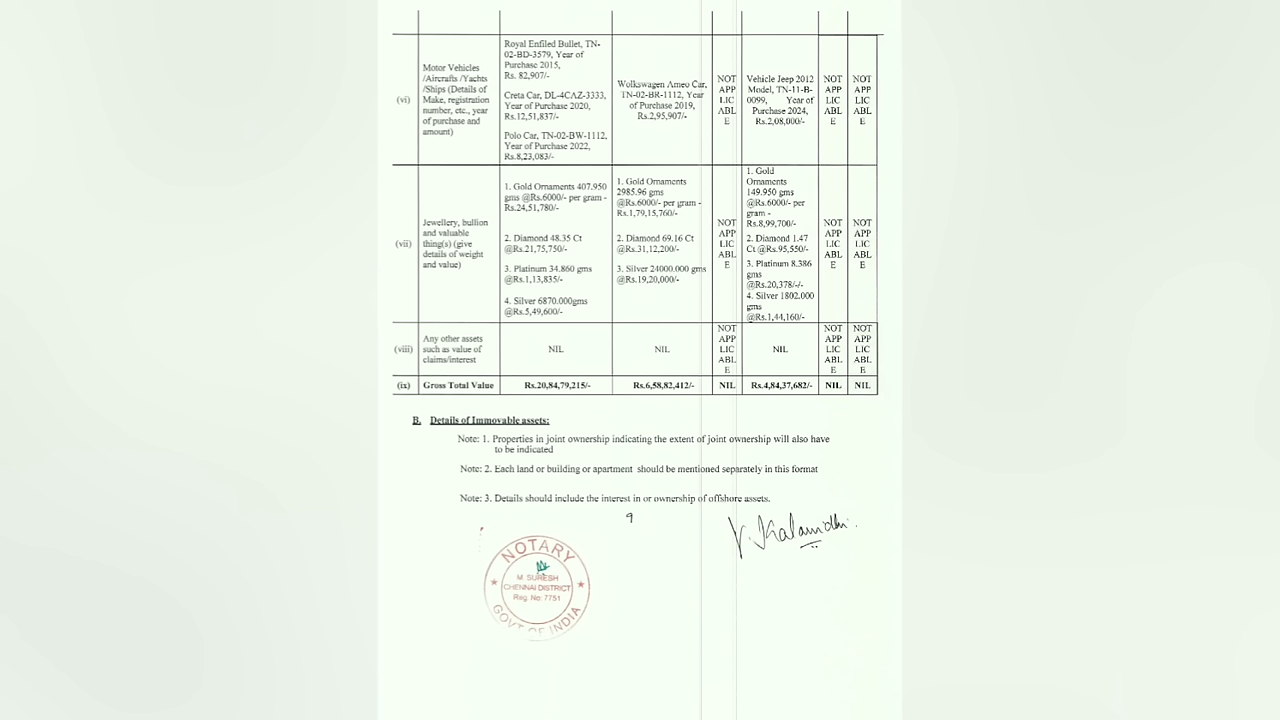 (vi)
Motor Vehicles
/Aircrafts /Yachts
/Ships (Details of
Make, registration
number, etc., year
of purchase and
amount)
Royal Enfiled Bullet, TN-
02-BD-3579, Year of
Purchase 2015,
Rs. 82,907/-
Creta Car, DL-4CAZ-3333,
Year of Purchase 2020,
Rs.12,51,837/-
Polo Car, TN-02-BW-1112,
Year of Purchase 2022,
Rs.8,23,083/-
Wolkswagen Ameo Car,
TN-02-BR-1112, Year
of Purchase 2019,
Rs.2,95,907/-
NOT
APP
LIC
ABL
E
Vehicle Jeep 2012
Model, TN-11-B-
0099, Year of
Purchase 2024,
Rs.2,08,000/-
NOT
APP
LIC
ABL
E
NOT
APP
LIC
ABL
E
(vii)
Jewellery, bullion
and valuable
thing(s) (give
details of weight
and value)
1. Gold Ornaments 407.950
gms @Rs.6000/- per gram -
Rs.24,51,780/-
2. Diamond 48.35 Ct
@Rs.21,75,750/-
3. Platinum 34.860 gms
@Rs.1,13,835/-
4. Silver 6870.000gms
@Rs.5,49,600/-
1. Gold Ornaments
2985.96 gms
@Rs.6000/- per gram -
Rs.1,79,15,760/-
2. Diamond 69.16 Ct
@Rs.31,12,200/-
3. Silver 24000.000 gms
@Rs.19,20,000/-
NOT
APP
LIC
ABL
E
1. Gold
Ornaments
149.950 gms
@Rs.6000/- per
gram -
Rs.8,99,700/-
2. Diamond 1.47
Ct @Rs.95,550/-
3. Platinum 8.386
gms
@Rs.20,378/-/-
4. Silver 1802.000
gms
@Rs.1,44,160/-
NOT
APP
LIC
ABL
E
NOT
APP
LIC
ABL
E
(viii)
Any other assets
such as value of
claims/interest
NIL
NIL
NOT
APP
LIC
ABL
E
NIL
NOT
APP
LIC
ABL
E
NOT
APP
LIC
ABL
E
(ix) Gross Total Value Rs.20,84,79,215/- Rs.6,58,82,412/- NIL Rs.4,84,37,682/- NIL NIL
B. Details of Immovable assets:
Note: 1. Properties in joint ownership indicating the extent of joint ownership will also have
to be indicated
Note: 2. Each land or building or apartment should be mentioned separately in this format
Note: 3. Details should include the interest in or ownership of offshore assets.
9
V. Kalanidhi.
NOTARY
M. SURESH
CHENNAI DISTRICT
Reg. No: 7751
GOVT OF INDIA